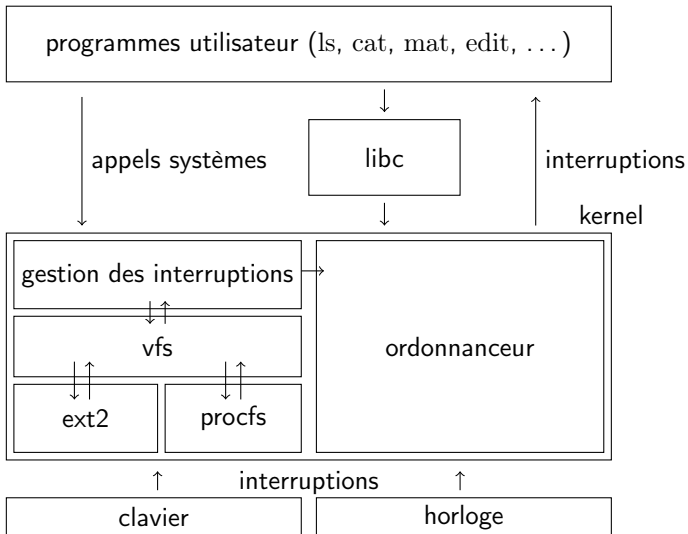 programmes utilisateur (ls, cat, mat, edit, ...)
appels systèmes
libc
interruptions
kernel
gestion des interruptions
vfs
ordonnanceur
ext2
procfs
interruptions
clavier
horloge